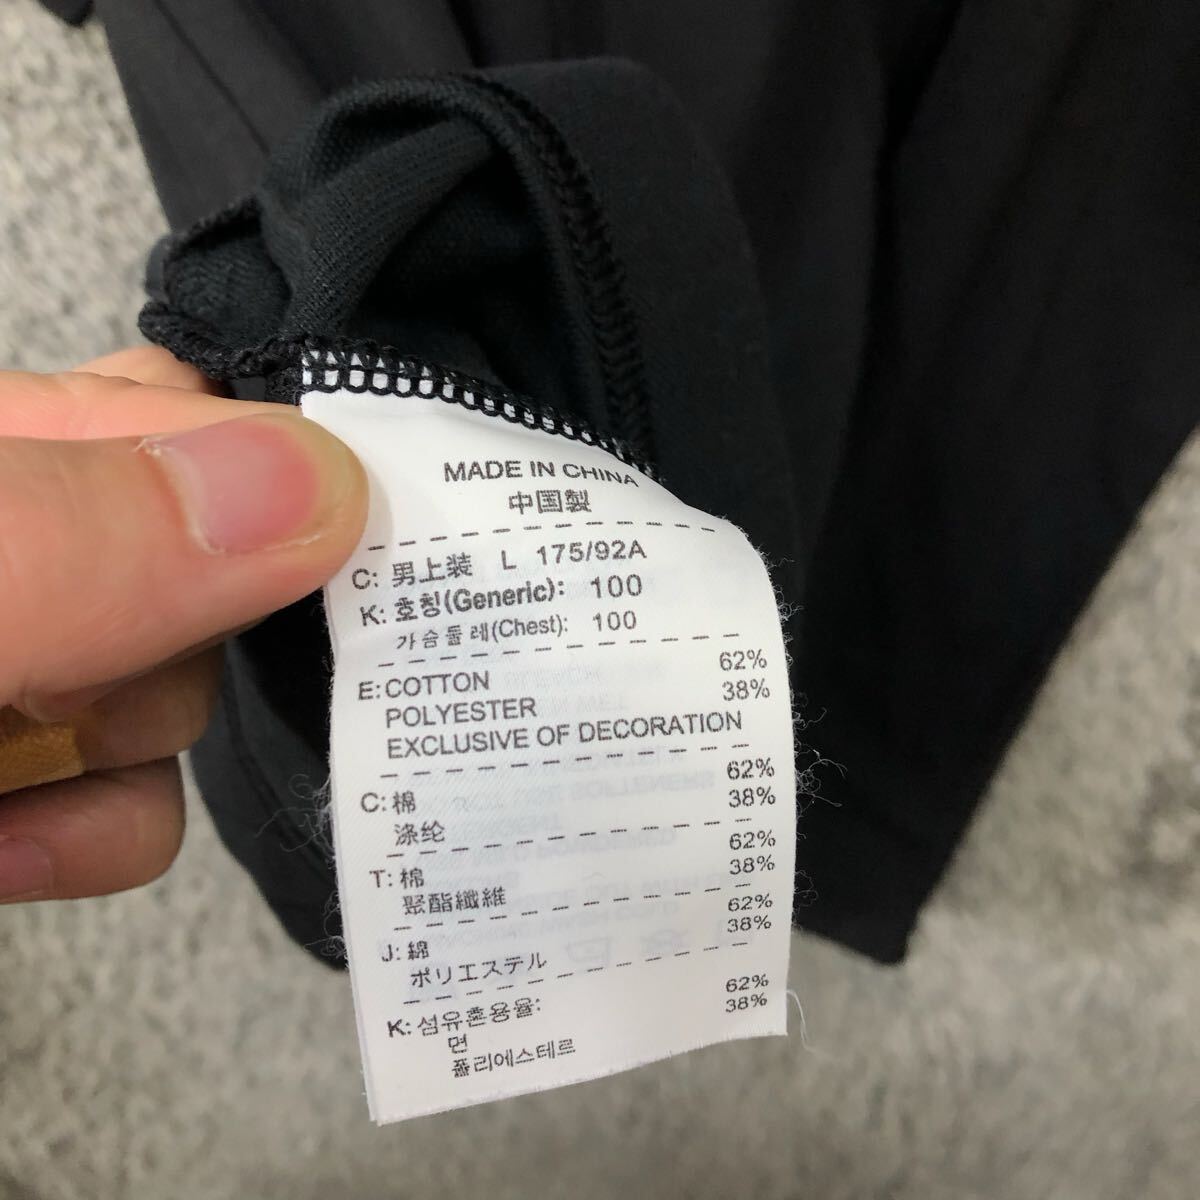 MADE IN CHINA
中国製
C: 男上装 L 175/92A
K: 호칭(Generic): 100
가슴둘레(Chest): 100
E: COTTON 62%
POLYESTER 38%
EXCLUSIVE OF DECORATION
C: 棉 62%
涤纶 38%
T: 棉 62%
聚酯纖維 38%
J: 綿 62%
ポリエステル 38%
K: 섬유혼용율:
면 62%
폴리에스테르 38%